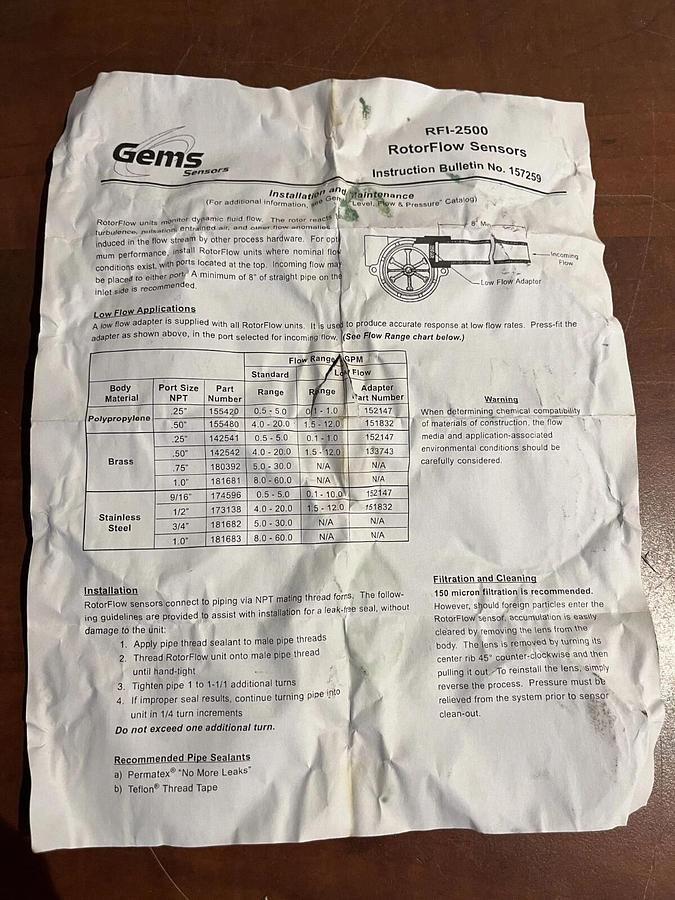 Gems
Sensors
RFI-2500
RotorFlow Sensors
Instruction Bulletin No. 157259
Installation and Maintenance
(For additional information, see Gems "Level, Flow & Pressure" Catalog)
RotorFlow units monitor dynamic fluid flow. The rotor reacts
turbulence, pulsation, entrained air, and other flow anomalies
induced in the flow stream by other process hardware. For opti
mum performance, install RotorFlow units where nominal flow
conditions exist, with ports located at the top. Incoming flow may
be placed to either port. A minimum of 8" of straight pipe on the
inlet side is recommended.
8" Min.
Incoming
Flow
Low Flow Adapter
Low Flow Applications
A low flow adapter is supplied with all RotorFlow units. It is used to produce accurate response at low flow rates. Press-fit the
adapter as shown above, in the port selected for incoming flow. (See Flow Range chart below.)
Flow Range GPM
Standard Low Flow
Body Material Port Size NPT Part Number Range Range Adapter Part Number
Polypropylene .25" 155420 0.5 - 5.0 0.1 - 1.0 152147
.50" 155480 4.0 - 20.0 1.5 - 12.0 151832
Brass .25" 142541 0.5 - 5.0 0.1 - 1.0 152147
.50" 142542 4.0 - 20.0 1.5 - 12.0 133743
.75" 180392 5.0 - 30.0 N/A N/A
1.0" 181681 8.0 - 60.0 N/A N/A
Stainless Steel 9/16" 174596 0.5 - 5.0 0.1 - 10.0 152147
1/2" 173138 4.0 - 20.0 1.5 - 12.0 151832
3/4" 181682 5.0 - 30.0 N/A N/A
1.0" 181683 8.0 - 60.0 N/A N/A
Warning
When determining chemical compatibility
of materials of construction, the flow
media and application-associated
environmental conditions should be
carefully considered.
Installation
RotorFlow sensors connect to piping via NPT mating thread forms. The follow-
ing guidelines are provided to assist with installation for a leak-free seal, without
damage to the unit:
1. Apply pipe thread sealant to male pipe threads
2. Thread RotorFlow unit onto male pipe thread
until hand-tight
3. Tighten pipe 1 to 1-1/1 additional turns
4. If improper seal results, continue turning pipe into
unit in 1/4 turn increments
Do not exceed one additional turn.
Recommended Pipe Sealants
a) Permatex® "No More Leaks"
b) Teflon® Thread Tape
Filtration and Cleaning
150 micron filtration is recommended.
However, should foreign particles enter the
RotorFlow sensor, accumulation is easily
cleared by removing the lens from the
body. The lens is removed by turning its
center rib 45° counter-clockwise and then
pulling it out. To reinstall the lens, simply
reverse the process. Pressure must be
relieved from the system prior to sensor
clean-out.